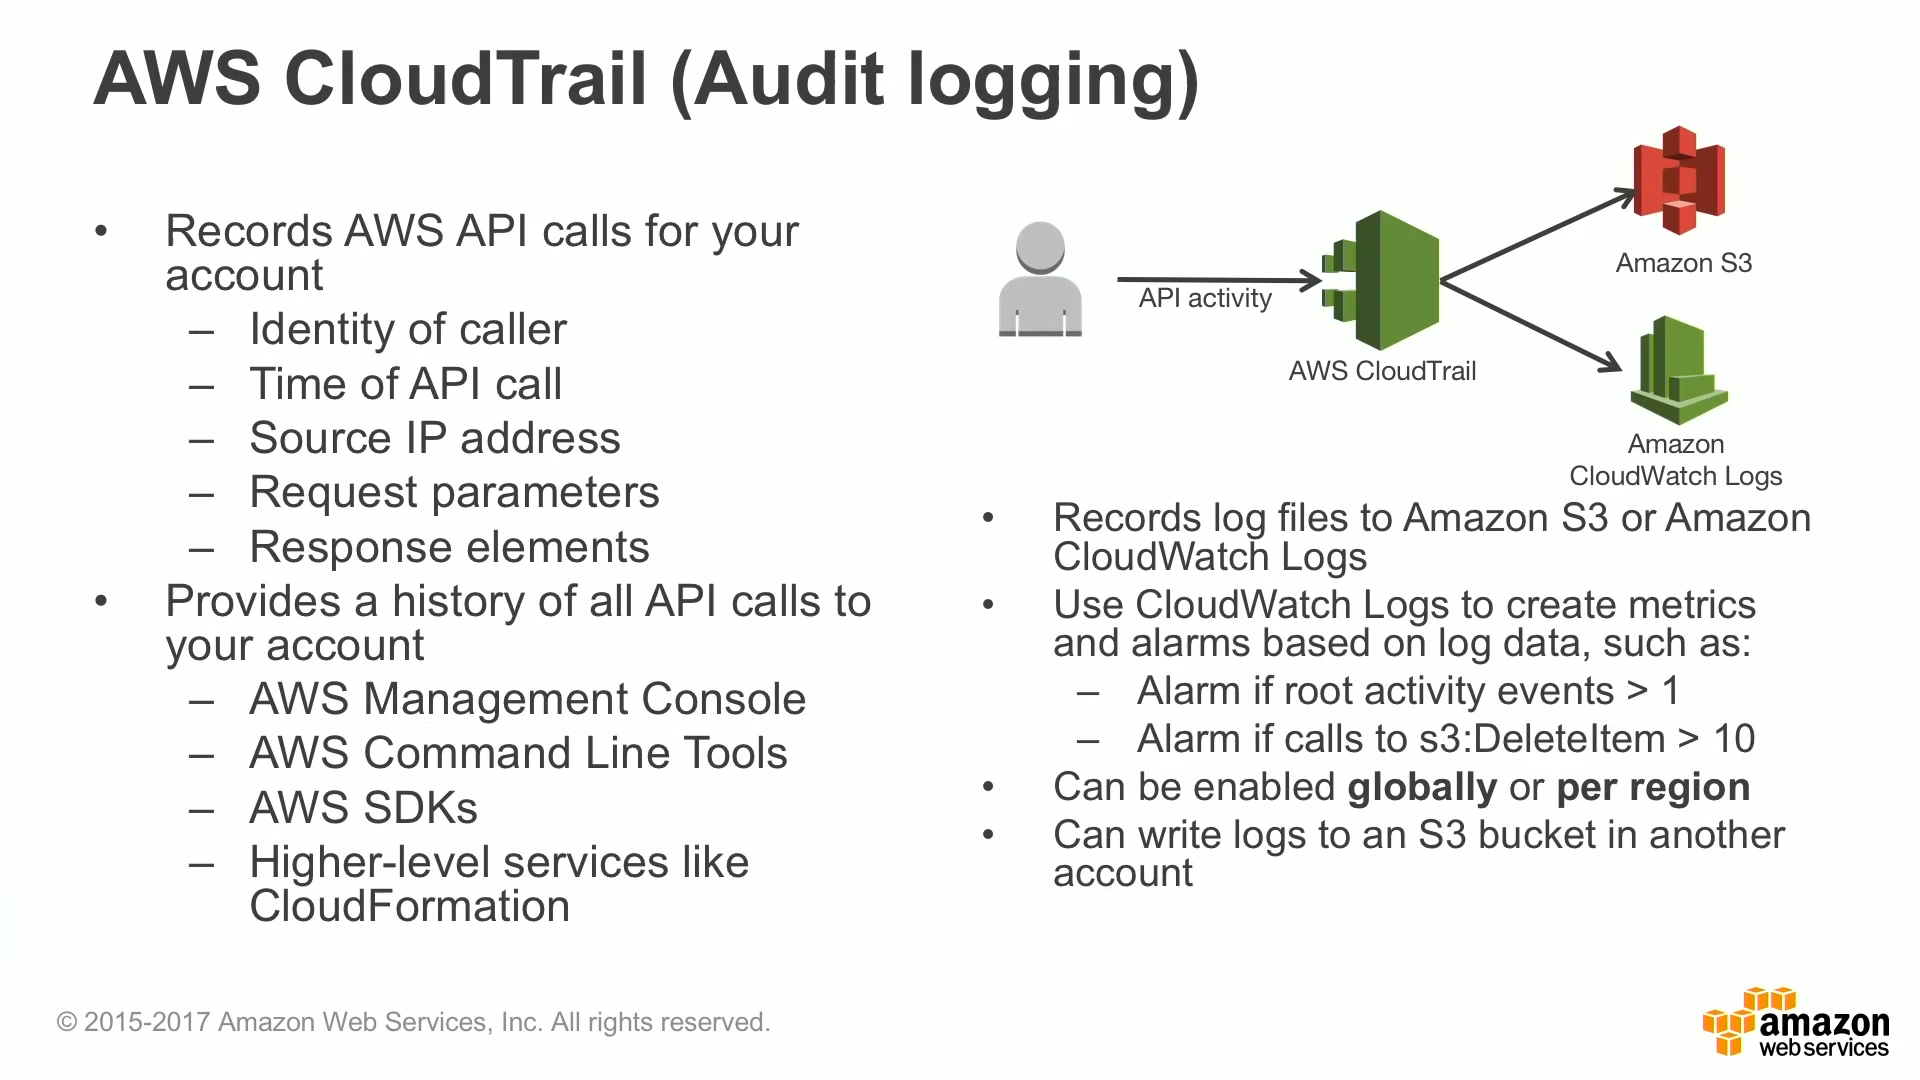 AWS CloudTrail (Audit logging)
• Records AWS API calls for your
account
– Identity of caller
– Time of API call
– Source IP address
– Request parameters
– Response elements
• Provides a history of all API calls to
your account
– AWS Management Console
– AWS Command Line Tools
– AWS SDKs
– Higher-level services like
CloudFormation
API activity
AWS CloudTrail
Amazon S3
Amazon
CloudWatch Logs
• Records log files to Amazon S3 or Amazon
CloudWatch Logs
• Use CloudWatch Logs to create metrics
and alarms based on log data, such as:
– Alarm if root activity events > 1
– Alarm if calls to s3:DeleteItem > 10
• Can be enabled globally or per region
• Can write logs to an S3 bucket in another
account
© 2015-2017 Amazon Web Services, Inc. All rights reserved.
amazon
web services